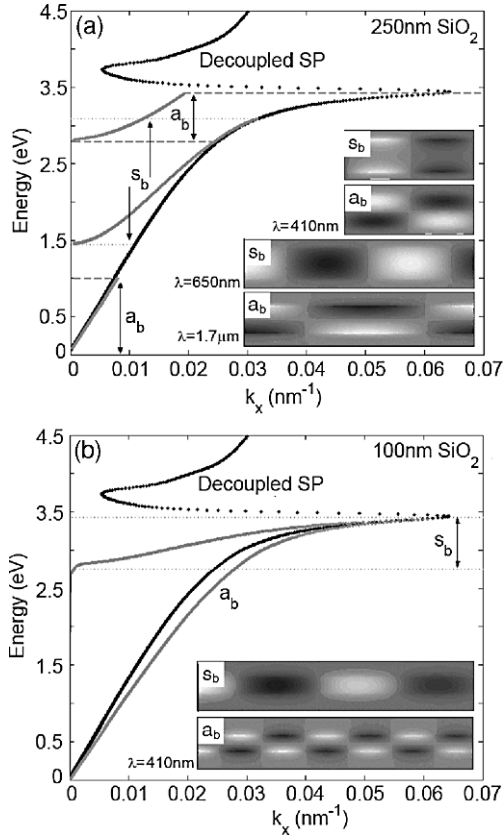 (a)
250nm SiO₂
Decoupled SP
4.5
3.5
2.5
1.5
0.5
0
Energy (eV)
a_b
s_b
a_b
s_b
a_b
λ=410nm
s_b
λ=650nm
a_b
λ=1.7μm
0 0.01 0.02 0.03 0.04 0.05 0.06 0.07
k_x (nm⁻¹)
(b)
100nm SiO₂
Decoupled SP
4.5
3.5
2.5
1.5
0.5
0
Energy (eV)
s_b
a_b
s_b
a_b
λ=410nm
0 0.01 0.02 0.03 0.04 0.05 0.06 0.07
k_x (nm⁻¹)